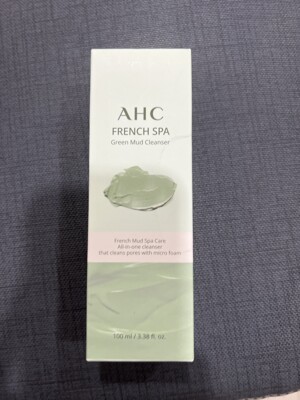 AHC
FRENCH SPA
Green Mud Cleanser
French Mud Spa Care
All-in-one cleanser
that cleans pores with micro foam
100 ml / 3.38 fl. oz.